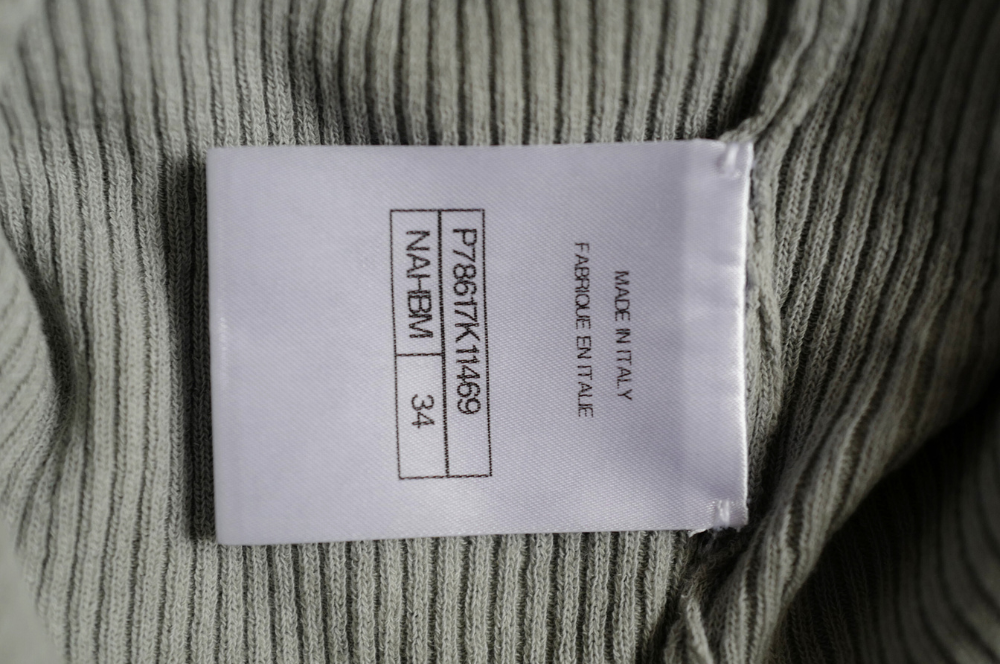 MADE IN ITALY
FABRIQUE EN ITALIE
P78617K11469
NAHBM 34